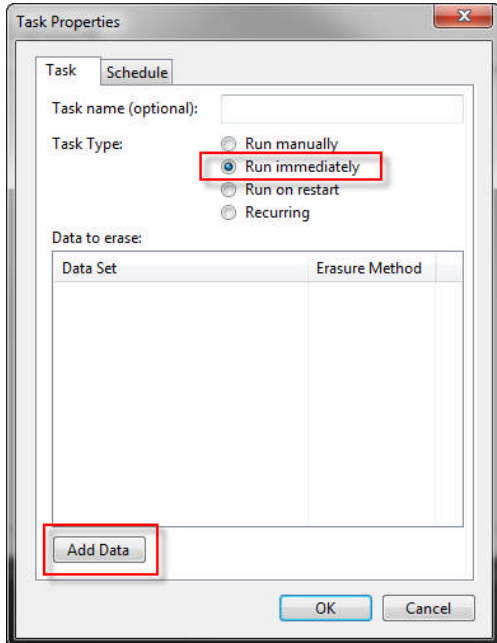 Task Properties
Task Schedule
Task name (optional):
Task Type: Run manually
Run immediately
Run on restart
Recurring
Data to erase:
Data Set Erasure Method
Add Data
OK Cancel